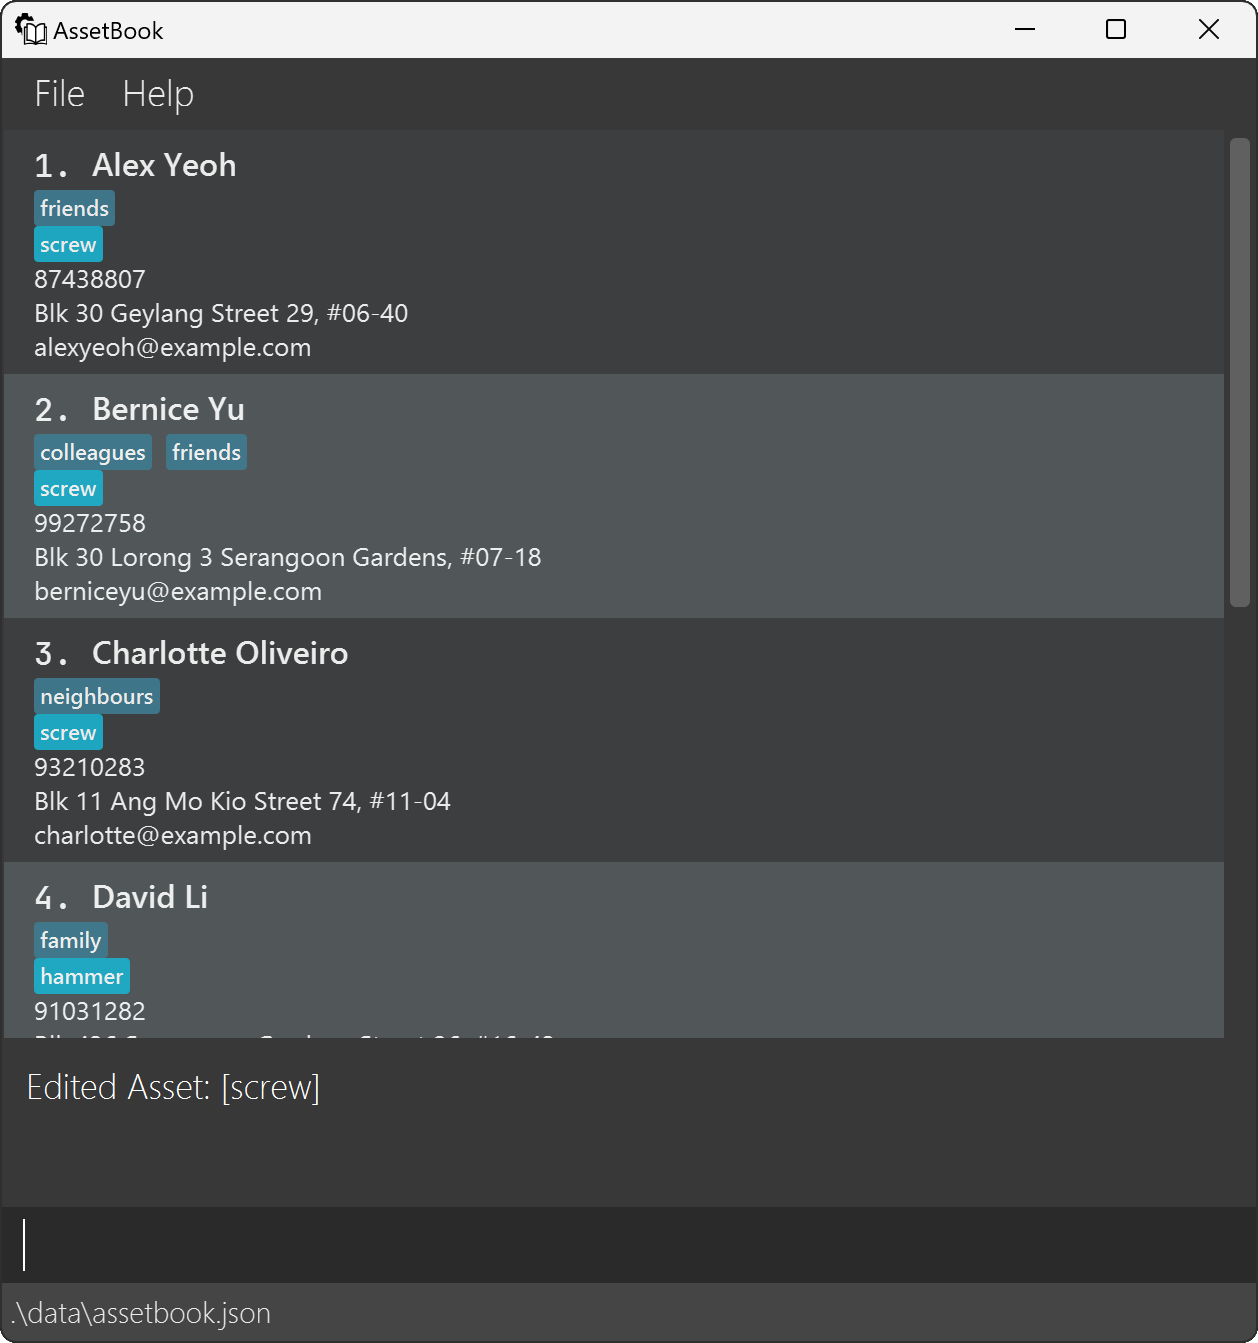 AssetBook
File Help
1. Alex Yeoh
friends
screw
87438807
Blk 30 Geylang Street 29, #06-40
alexyeoh@example.com
2. Bernice Yu
colleagues friends
screw
99272758
Blk 30 Lorong 3 Serangoon Gardens, #07-18
berniceyu@example.com
3. Charlotte Oliveiro
neighbours
screw
93210283
Blk 11 Ang Mo Kio Street 74, #11-04
charlotte@example.com
4. David Li
family
hammer
91031282
Edited Asset: [screw]
.\data\assetbook.json